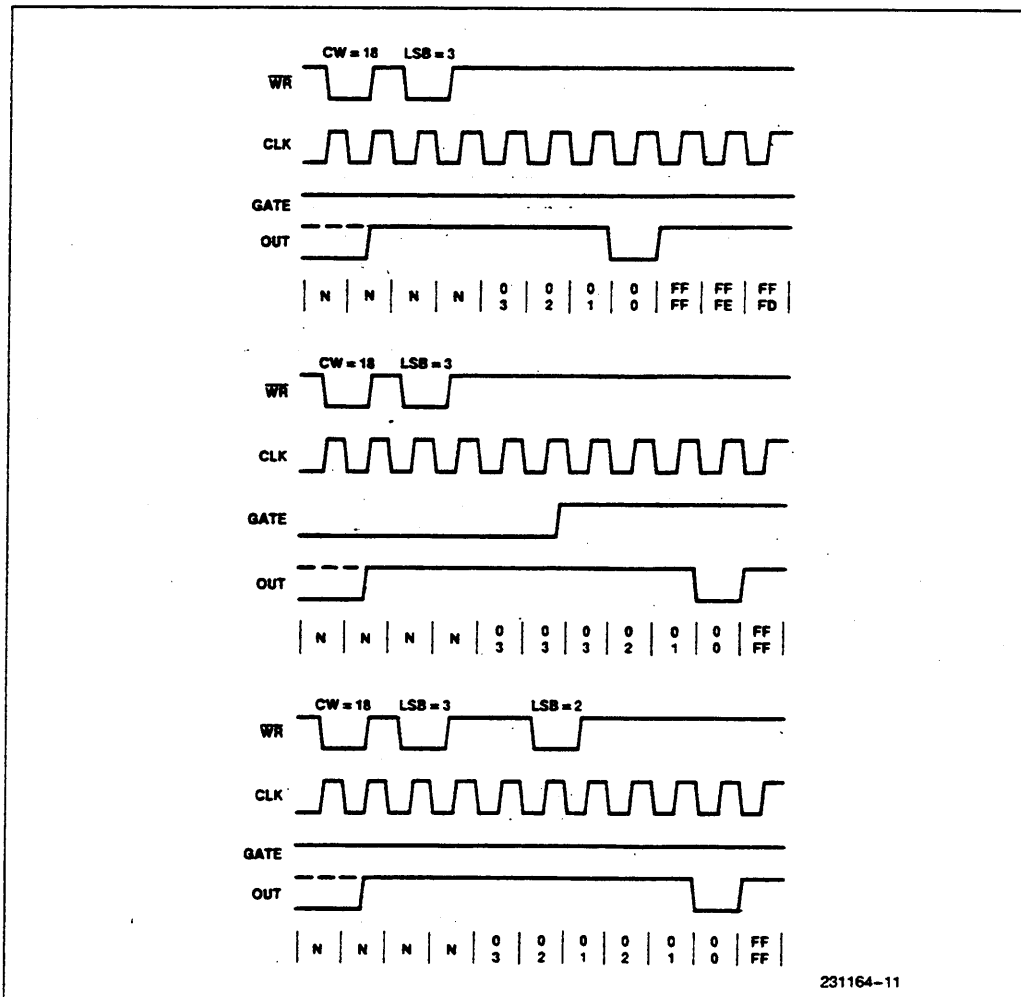 CW = 18 LSB = 3
WR
CLK
GATE
OUT
N N N N 0 0 0 0 FF FF FF
3 2 1 0 FF FE FD
CW = 18 LSB = 3
WR
CLK
GATE
OUT
N N N N 0 0 0 0 0 0 FF
3 3 3 2 1 0 FF
CW = 18 LSB = 3 LSB = 2
WR
CLK
GATE
OUT
N N N N 0 0 0 0 0 0 FF
3 2 1 2 1 0 FF
231164-11